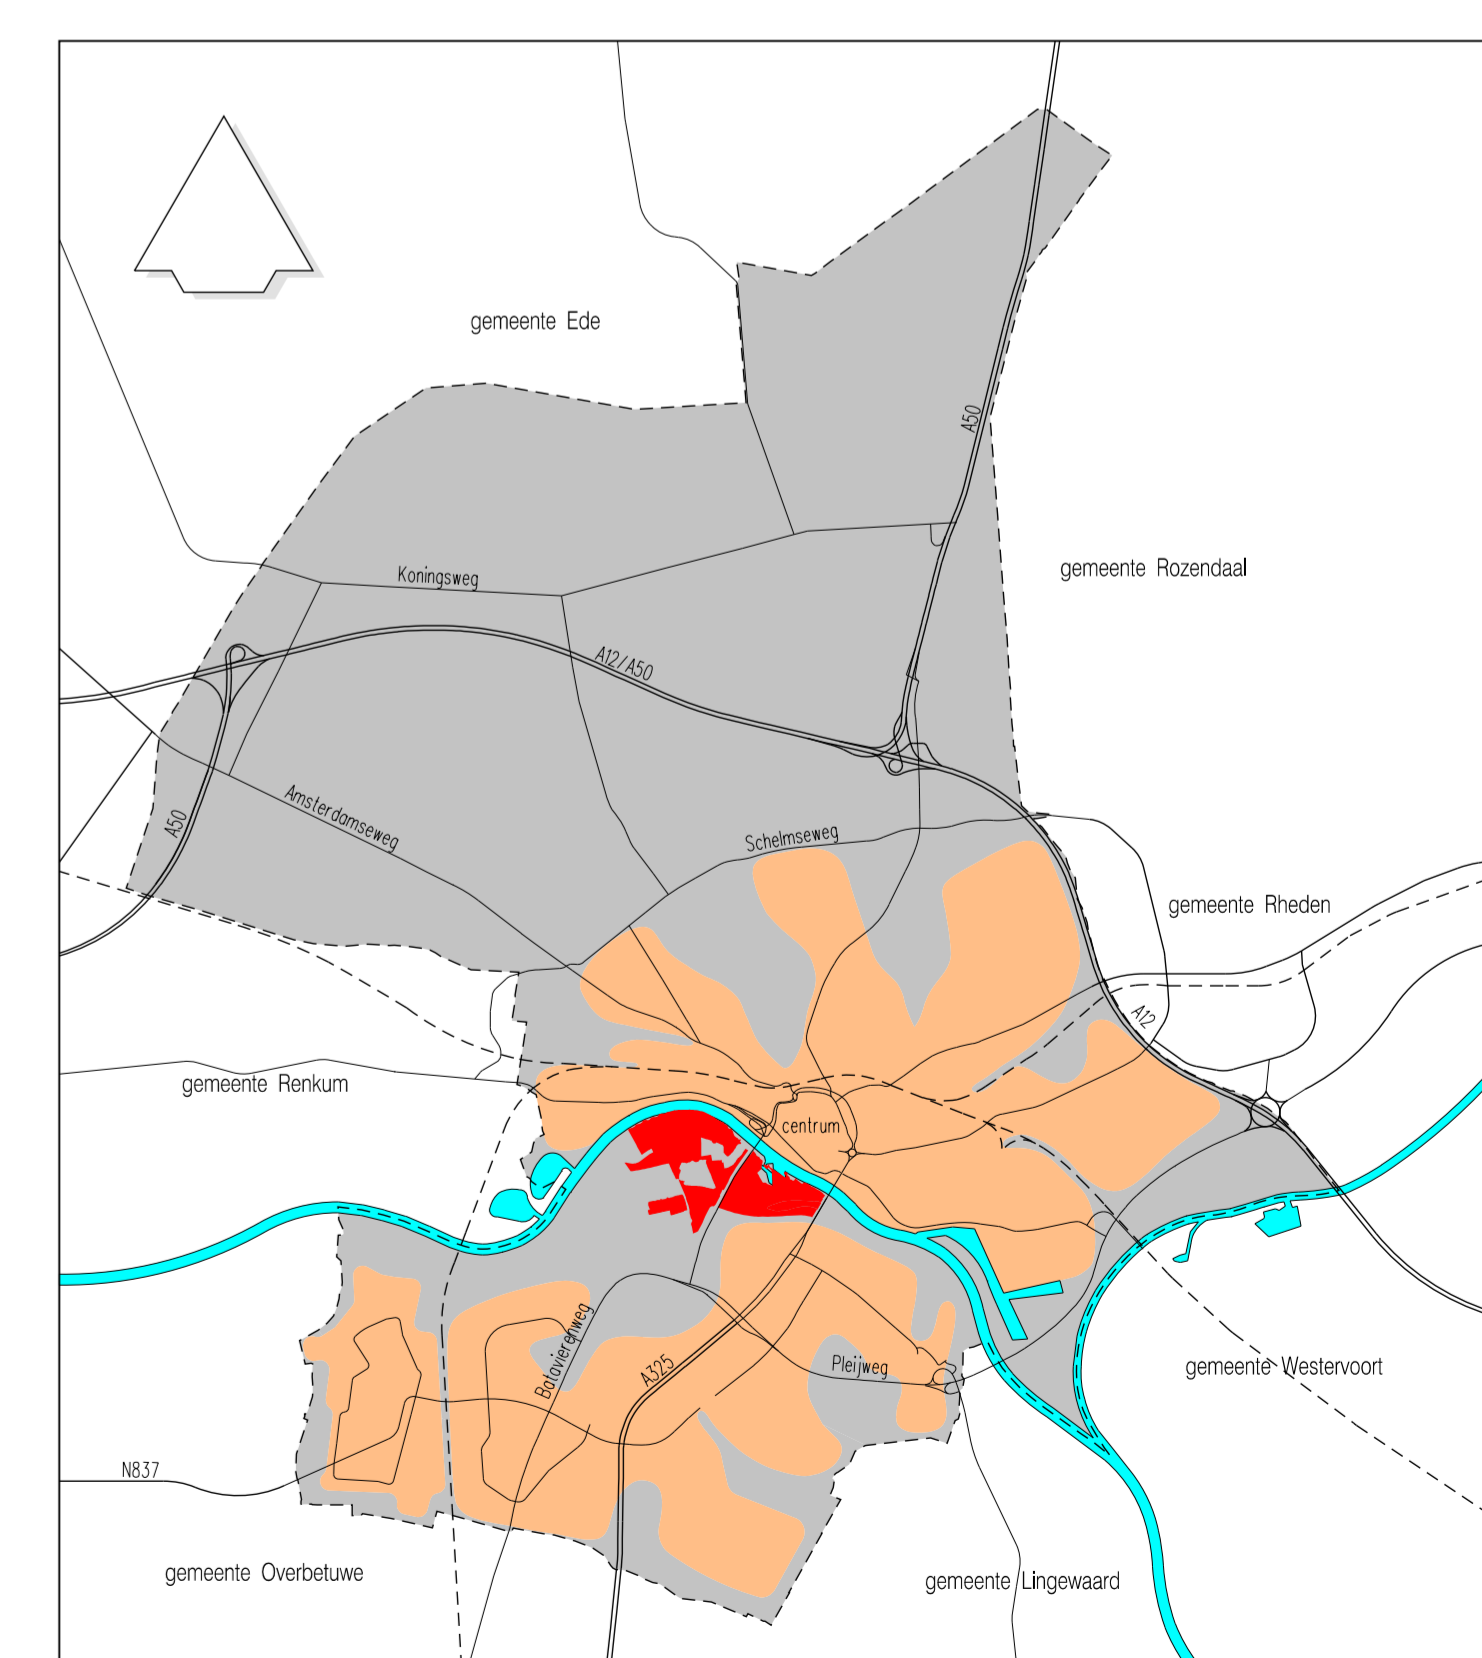 gemeente Ede
A50
gemeente Rozendaal
Koningsweg
A12/A50
Amsterdamseweg
A50
Schelmseweg
gemeente Rheden
A12
gemeente Renkum
centrum
Batavierenweg
A325
Pleijweg
gemeente Westervoort
N837
gemeente Overbetuwe
gemeente Lingewaard